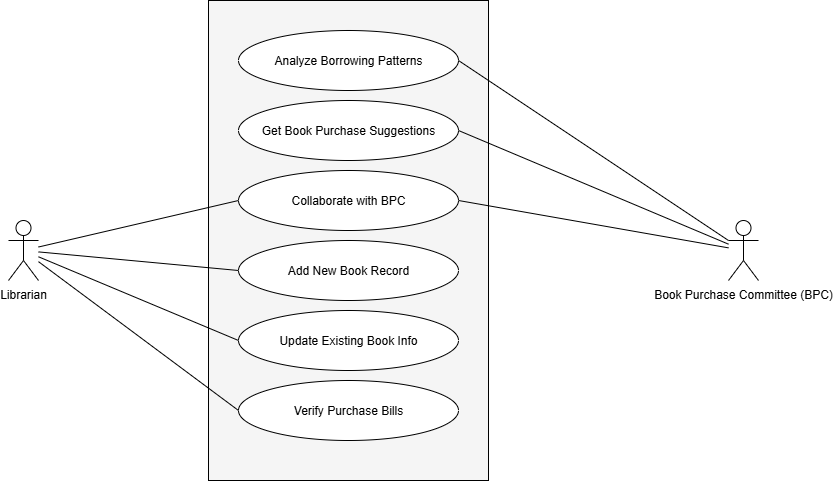 Analyze Borrowing Patterns
Get Book Purchase Suggestions
Collaborate with BPC
Add New Book Record
Librarian
Book Purchase Committee (BPC)
Update Existing Book Info
Verify Purchase Bills